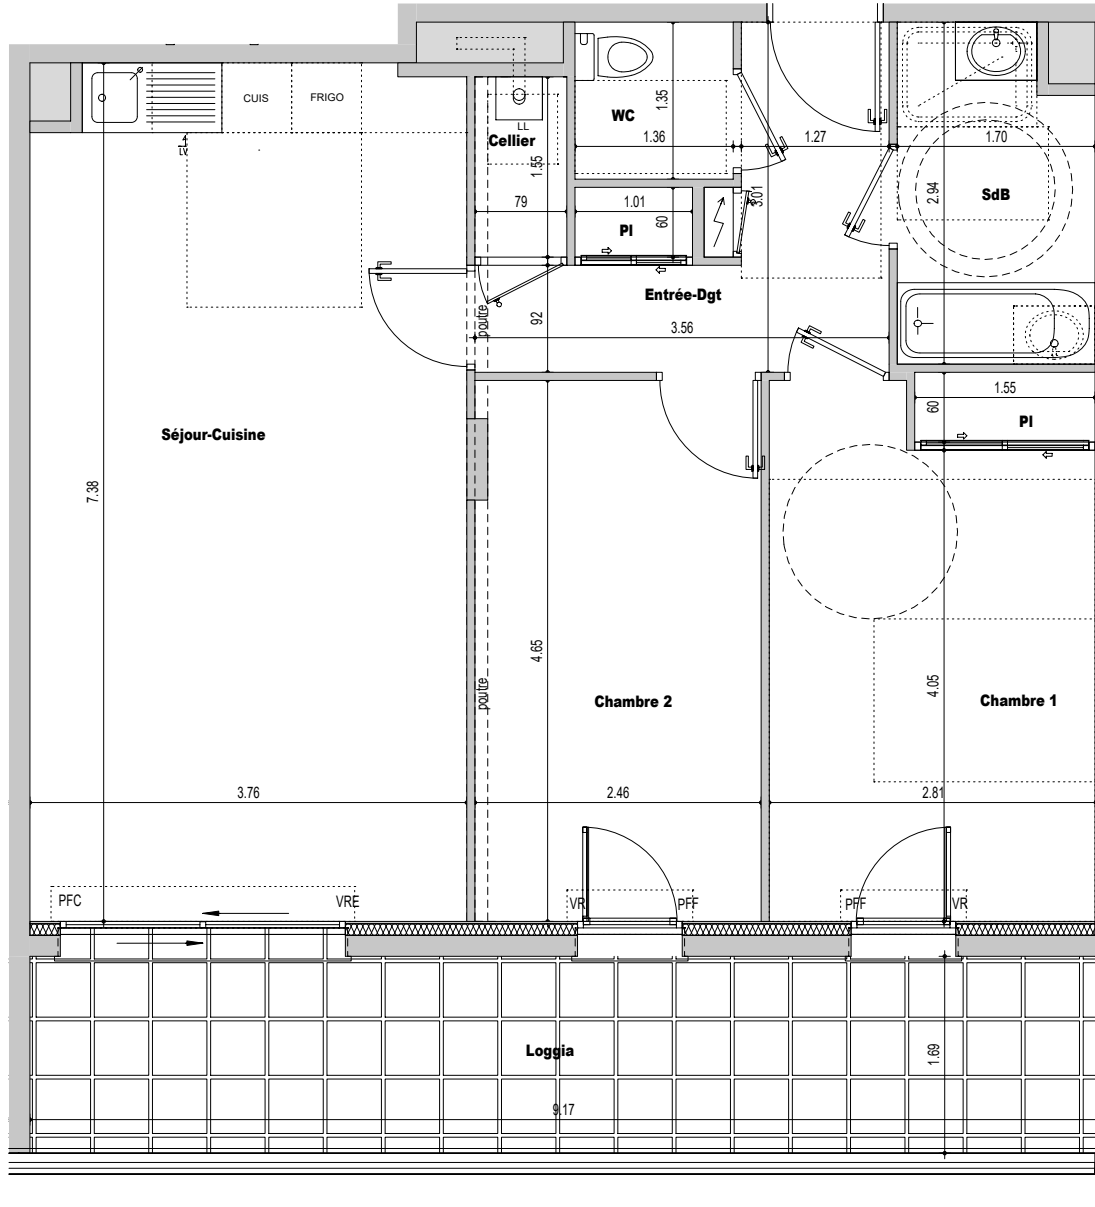 CUIS
FRIGO
LV
LL
Cellier
1.55
79
WC
1.35
1.36
1.27
1.70
2.94
SdB
3.01
1.01
60
Pl
Entrée-Dgt
3.56
92
poutre
1.55
60
Pl
Séjour-Cuisine
7.38
4.65
poutre
Chambre 2
4.05
Chambre 1
3.76
2.46
2.81
PFC
VRE
VR
PFF
PFF
VR
Loggia
1.69
9.17